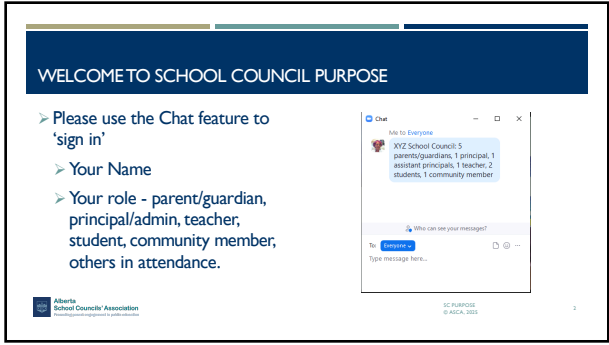 WELCOME TO SCHOOL COUNCIL PURPOSE
Please use the Chat feature to
‘sign in’
Your Name
Your role - parent/guardian,
principal/admin, teacher,
student, community member,
others in attendance.
Chat
Me to Everyone
XYZ School Council: 5
parents/guardians, 1 principal, 1
assistant principals, 1 teacher, 2
students, 1 community member
Who can see your messages?
To: Everyone
Type message here...
Alberta
School Councils' Association
SC PURPOSE
© ASCA, 2025